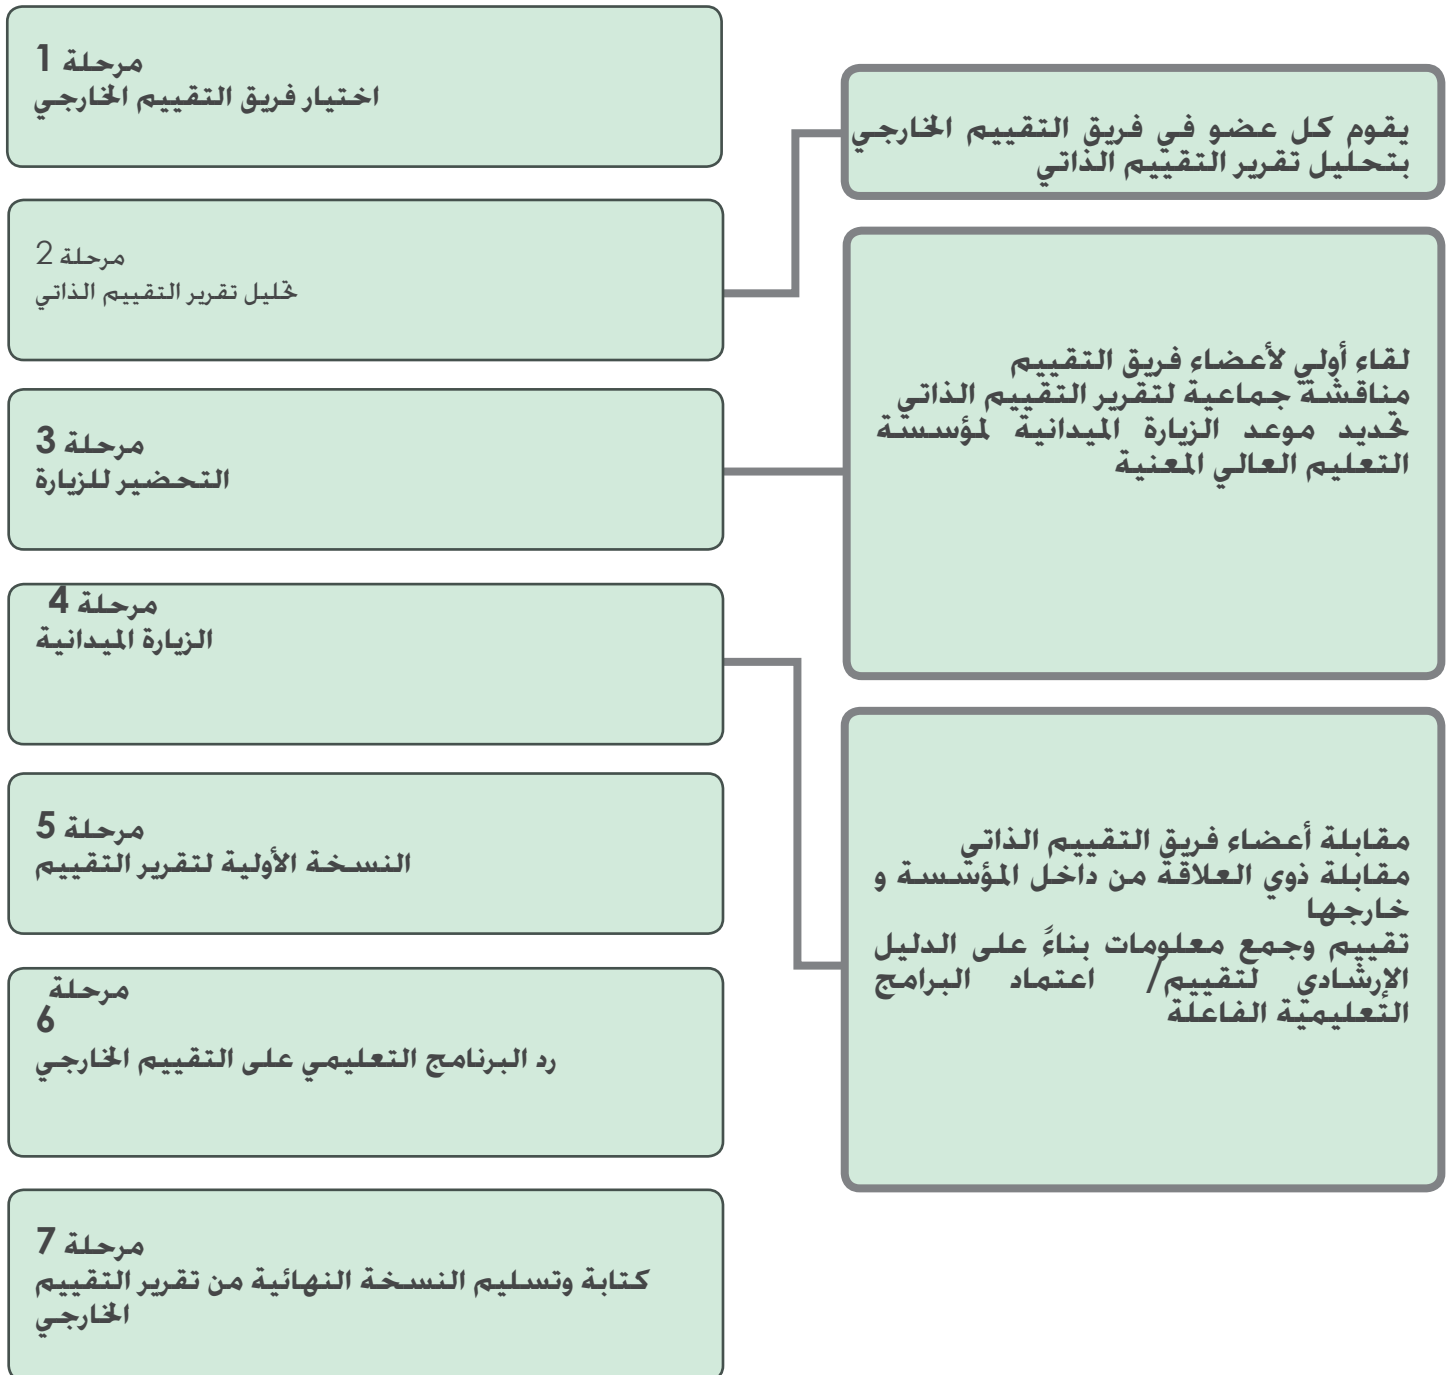 مرحلة 1
اختيار فريق التقييم الخارجي
يقوم كل عضو في فريق التقييم الخارجي
بتحليل تقرير التقييم الذاتي
مرحلة 2
تحليل تقرير التقييم الذاتي
لقاء أولي لأعضاء فريق التقييم
مناقشة جماعية لتقرير التقييم الذاتي
تحديد موعد الزيارة الميدانية لمؤسسة
التعليم العالي المعنية
مرحلة 3
التحضير للزيارة
مرحلة 4
الزيارة الميدانية
مقابلة أعضاء فريق التقييم الذاتي
مقابلة ذوي العلاقة من داخل المؤسسة و
خارجها
تقييم وجمع معلومات بناءً على الدليل
الإرشادي لتقييم/ اعتماد البرامج
التعليمية الفاعلة
مرحلة 5
النسخة الأولية لتقرير التقييم
مرحلة
6
رد البرنامج التعليمي على التقييم الخارجي
مرحلة 7
كتابة وتسليم النسخة النهائية من تقرير التقييم
الخارجي